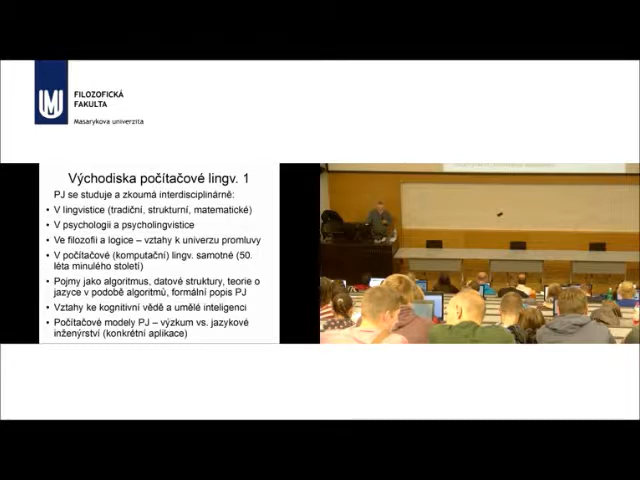 FILOZOFICKÁ
FAKULTA
Masarykova univerzita
Východiska počítačové lingv. 1
PJ se studuje a zkoumá interdisciplinárně:
• V lingvistice (tradiční, strukturní, matematické)
• V psychologii a psycholingvistice
• Ve filozofii a logice – vztahy k univerzu promluvy
• V počítačové (komputační) lingv. samotné (50.
léta minulého století)
• Pojmy jako algoritmus, datové struktury, teorie o
jazyce v podobě algoritmů, formální popis PJ
• Vztahy ke kognitivní vědě a umělé inteligenci
• Počítačové modely PJ – výzkum vs. jazykové
inženýrství (konkrétní aplikace)